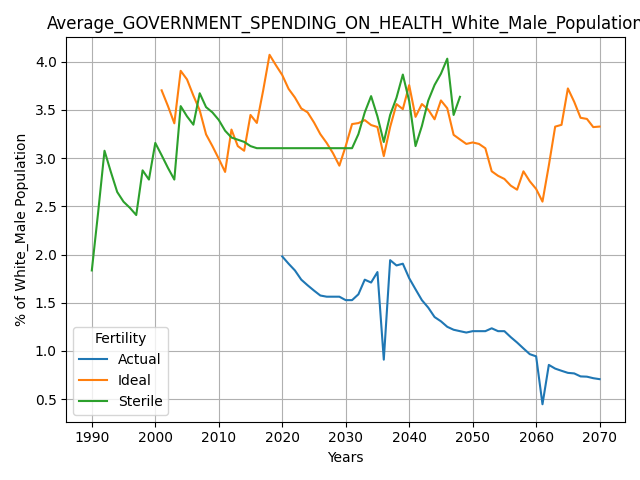 Average_GOVERNMENT_SPENDING_ON_HEALTH_White_Male_Population
% of White_Male Population
4.0
3.5
3.0
2.5
2.0
1.5
1.0
0.5
Fertility
Actual
Ideal
Sterile
1990 2000 2010 2020 2030 2040 2050 2060 2070
Years